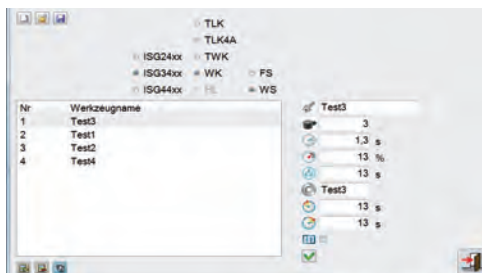 TLK
TLK4A
ISG24xx TWK
ISG34xx WK FS
ISG44xx HL WS
Nr Werkzeugname
1 Test3
2 Test1
3 Test2
4 Test4
Test3
3
1,3 s
13 %
13 s
Test3
13 s
13 s